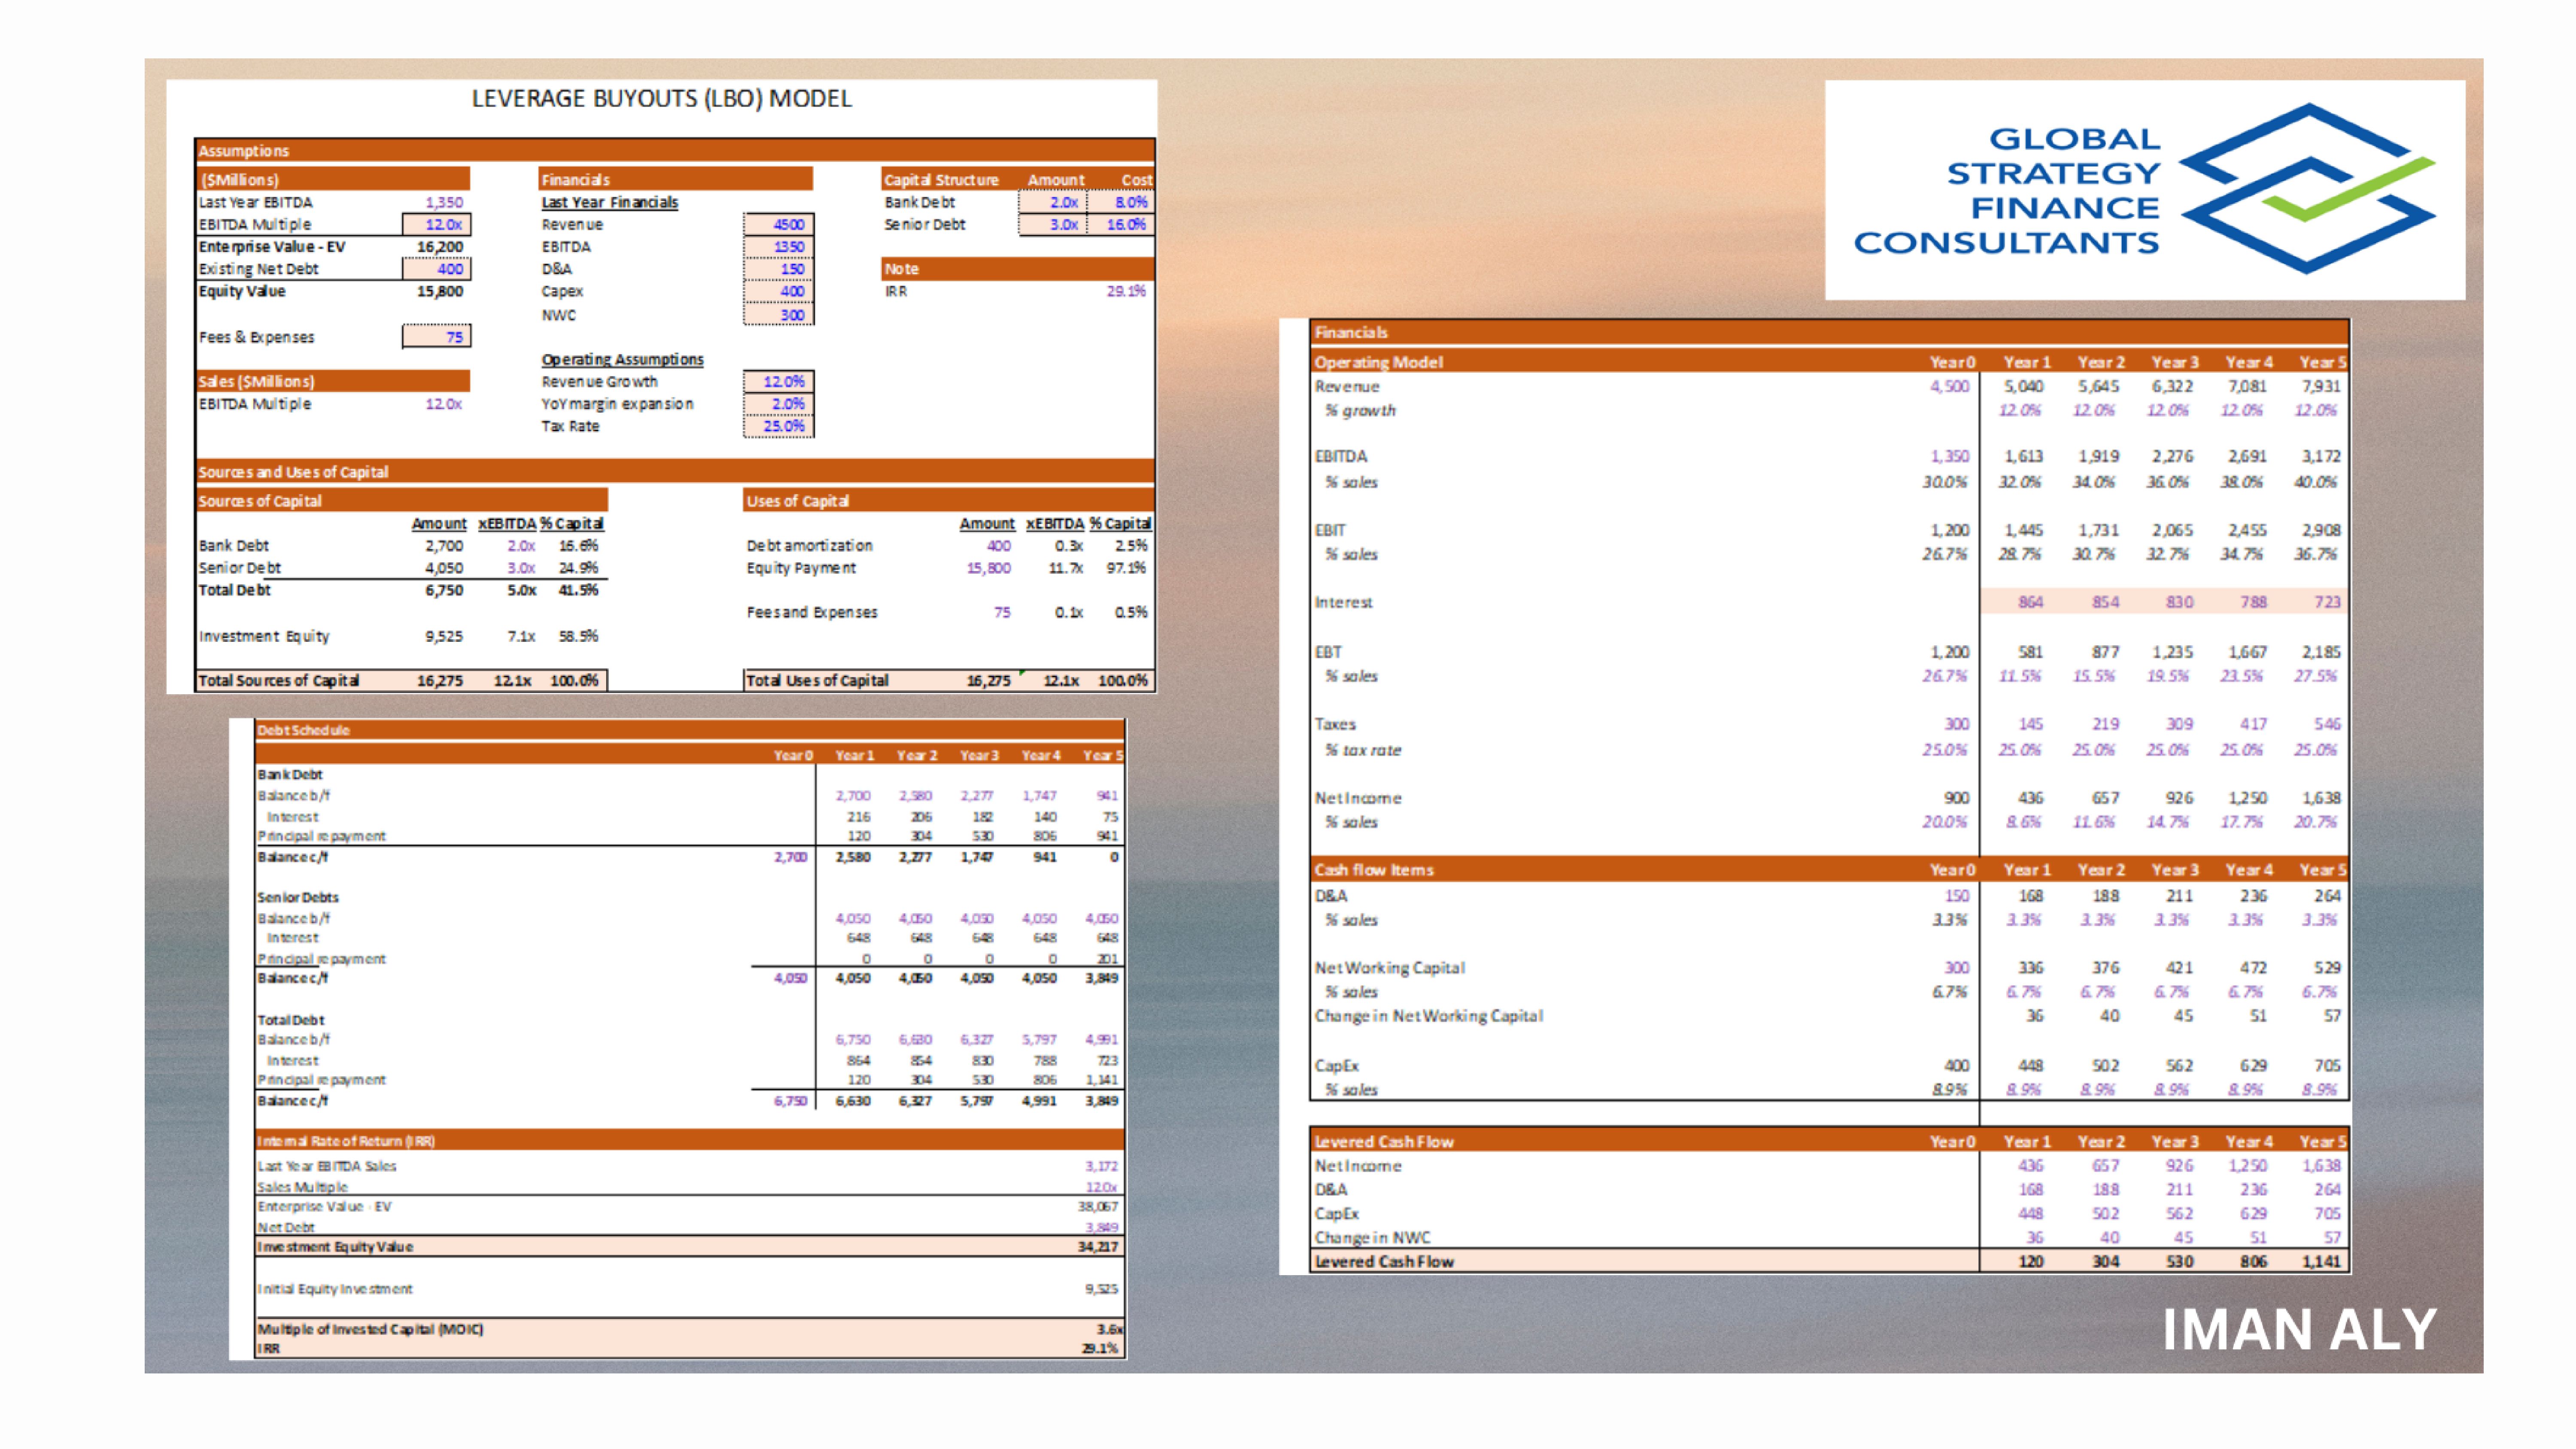 LEVERAGE BUYOUTS (LBO) MODEL
Assumptions
($Millions)
Last Year EBITDA 1,350
EBITDA Multiple 12.0x
Enterprise Value - EV 16,200
Existing Net Debt 400
Equity Value 15,800
Fees & Expenses 75
Sales ($Millions)
EBITDA Multiple 12.0x
Financials
Last Year Financials
Revenue 4500
EBITDA 1350
D&A 150
Capex 400
NWC 300
Operating Assumptions
Revenue Growth 12.0%
YoY margin expansion 2.0%
Tax Rate 25.0%
Capital Structure Amount Cost
Bank Debt 2.0x 8.0%
Senior Debt 3.0x 16.0%
Note
IRR 29.1%
Sources and Uses of Capital
Sources of Capital
Amount xEBITDA % Capital
Bank Debt 2,700 2.0x 16.6%
Senior Debt 4,050 3.0x 24.9%
Total Debt 6,750 5.0x 41.5%
Investment Equity 9,525 7.1x 58.5%
Total Sources of Capital 16,275 12.1x 100.0%
Uses of Capital
Amount xEBITDA % Capital
Debt amortization 400 0.3x 2.5%
Equity Payment 15,800 11.7x 97.1%
Fees and Expenses 75 0.1x 0.5%
Total Uses of Capital 16,275 12.1x 100.0%
Debt Schedule
Year 0 Year 1 Year 2 Year 3 Year 4 Year 5
Bank Debt
Balance b/f 2,700 2,580 2,277 1,747 941
Interest 216 206 182 140 75
Principal repayment 120 304 530 806 941
Balance c/f 2,700 2,580 2,277 1,747 941 0
Senior Debts
Balance b/f 4,050 4,050 4,050 4,050 4,050
Interest 648 648 648 648 648
Principal repayment 0 0 0 0 201
Balance c/f 4,050 4,050 4,050 4,050 4,050 3,849
Total Debt
Balance b/f 6,750 6,630 6,327 5,797 4,991
Interest 864 854 830 788 723
Principal repayment 120 304 530 806 1,141
Balance c/f 6,750 6,630 6,327 5,797 4,991 3,849
Internal Rate of Return (IRR)
Last Year EBITDA Sales 3,172
Sales Multiple 12.0x
Enterprise Value - EV 38,067
Net Debt 3,849
Investment Equity Value 34,217
Initial Equity Investment 9,525
Multiple of Invested Capital (MOIC) 3.6x
IRR 29.1%
GLOBAL
STRATEGY
FINANCE
CONSULTANTS
Financials
Operating Model Year 0 Year 1 Year 2 Year 3 Year 4 Year 5
Revenue 4,500 5,040 5,645 6,322 7,081 7,931
% growth 12.0% 12.0% 12.0% 12.0% 12.0%
EBITDA 1,350 1,613 1,919 2,276 2,691 3,172
% sales 30.0% 32.0% 34.0% 36.0% 38.0% 40.0%
EBIT 1,200 1,445 1,731 2,065 2,455 2,908
% sales 26.7% 28.7% 30.7% 32.7% 34.7% 36.7%
Interest 864 854 830 788 723
EBT 1,200 581 877 1,235 1,667 2,185
% sales 26.7% 11.5% 15.5% 19.5% 23.5% 27.5%
Taxes 300 145 219 309 417 546
% tax rate 25.0% 25.0% 25.0% 25.0% 25.0% 25.0%
Net Income 900 436 657 926 1,250 1,638
% sales 20.0% 8.6% 11.6% 14.7% 17.7% 20.7%
Cash flow Items Year 0 Year 1 Year 2 Year 3 Year 4 Year 5
D&A 150 168 188 211 236 264
% sales 3.3% 3.3% 3.3% 3.3% 3.3% 3.3%
Net Working Capital 300 336 376 421 472 529
% sales 6.7% 6.7% 6.7% 6.7% 6.7% 6.7%
Change in Net Working Capital 36 40 45 51 57
CapEx 400 448 502 562 629 705
% sales 8.9% 8.9% 8.9% 8.9% 8.9% 8.9%
Levered Cash Flow Year 0 Year 1 Year 2 Year 3 Year 4 Year 5
Net Income 436 657 926 1,250 1,638
D&A 168 188 211 236 264
CapEx 448 502 562 629 705
Change in NWC 36 40 45 51 57
Levered Cash Flow 120 304 530 806 1,141
IMAN ALY